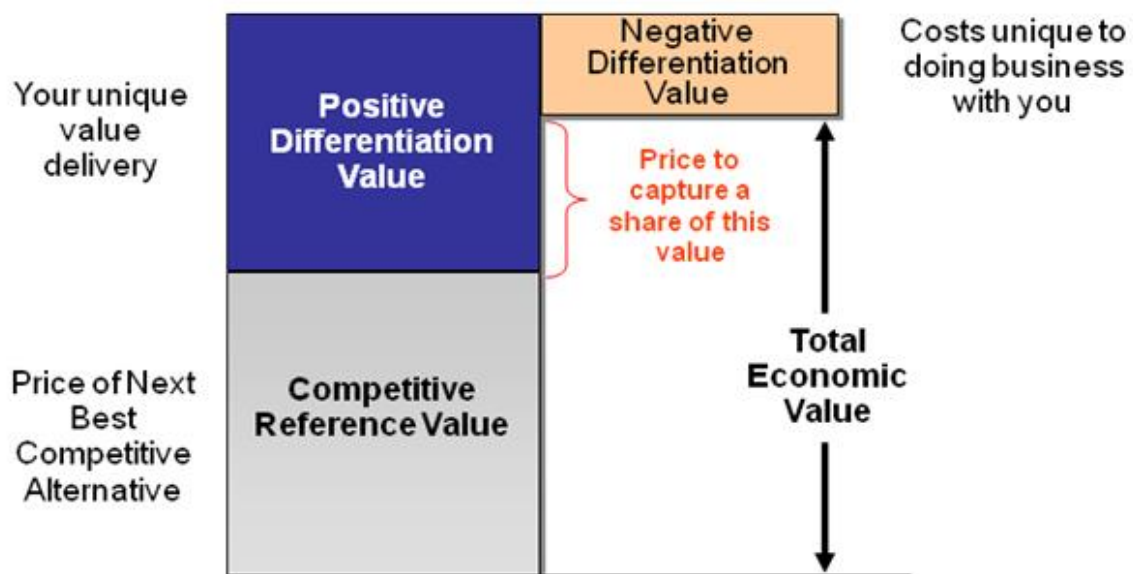 Your unique
value
delivery
Positive
Differentiation
Value
Negative
Differentiation
Value
Costs unique to
doing business
with you
Price to
capture a
share of this
value
Price of Next
Best
Competitive
Alternative
Competitive
Reference Value
Total
Economic
Value